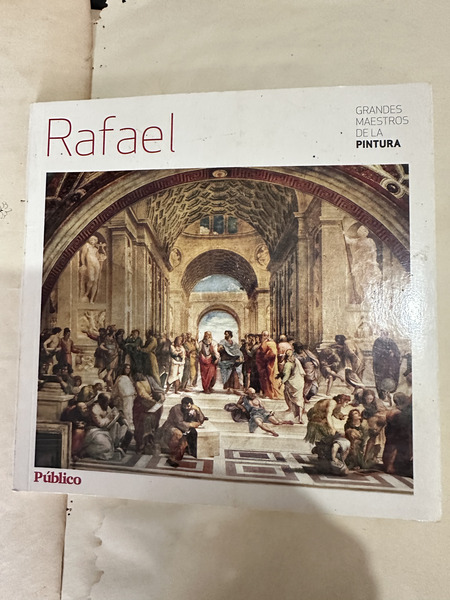 Rafael
GRANDES
MAESTROS
DE LA
PINTURA
Público